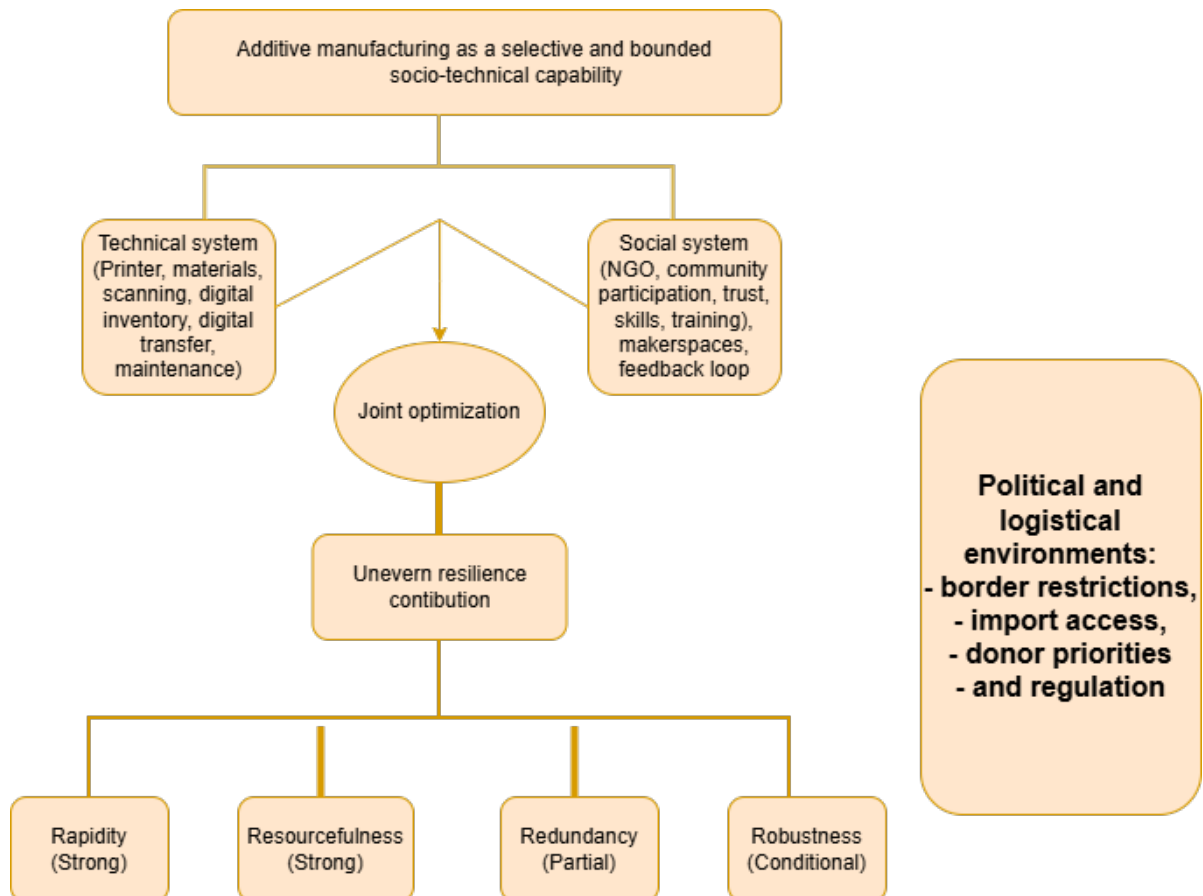 Additive manufacturing as a selective and bounded
socio-technical capability
Technical system
(Printer, materials,
scanning, digital
inventory, digital
transfer,
maintenance)
Social system
(NGO, community
participation, trust,
skills, training),
makerspaces,
feedback loop
Joint optimization
Unevern resilience
contibution
Political and
logistical
environments:
- border restrictions,
- import access,
- donor priorities
- and regulation
Rapidity
(Strong)
Resourcefulness
(Strong)
Redundancy
(Partial)
Robustness
(Conditional)